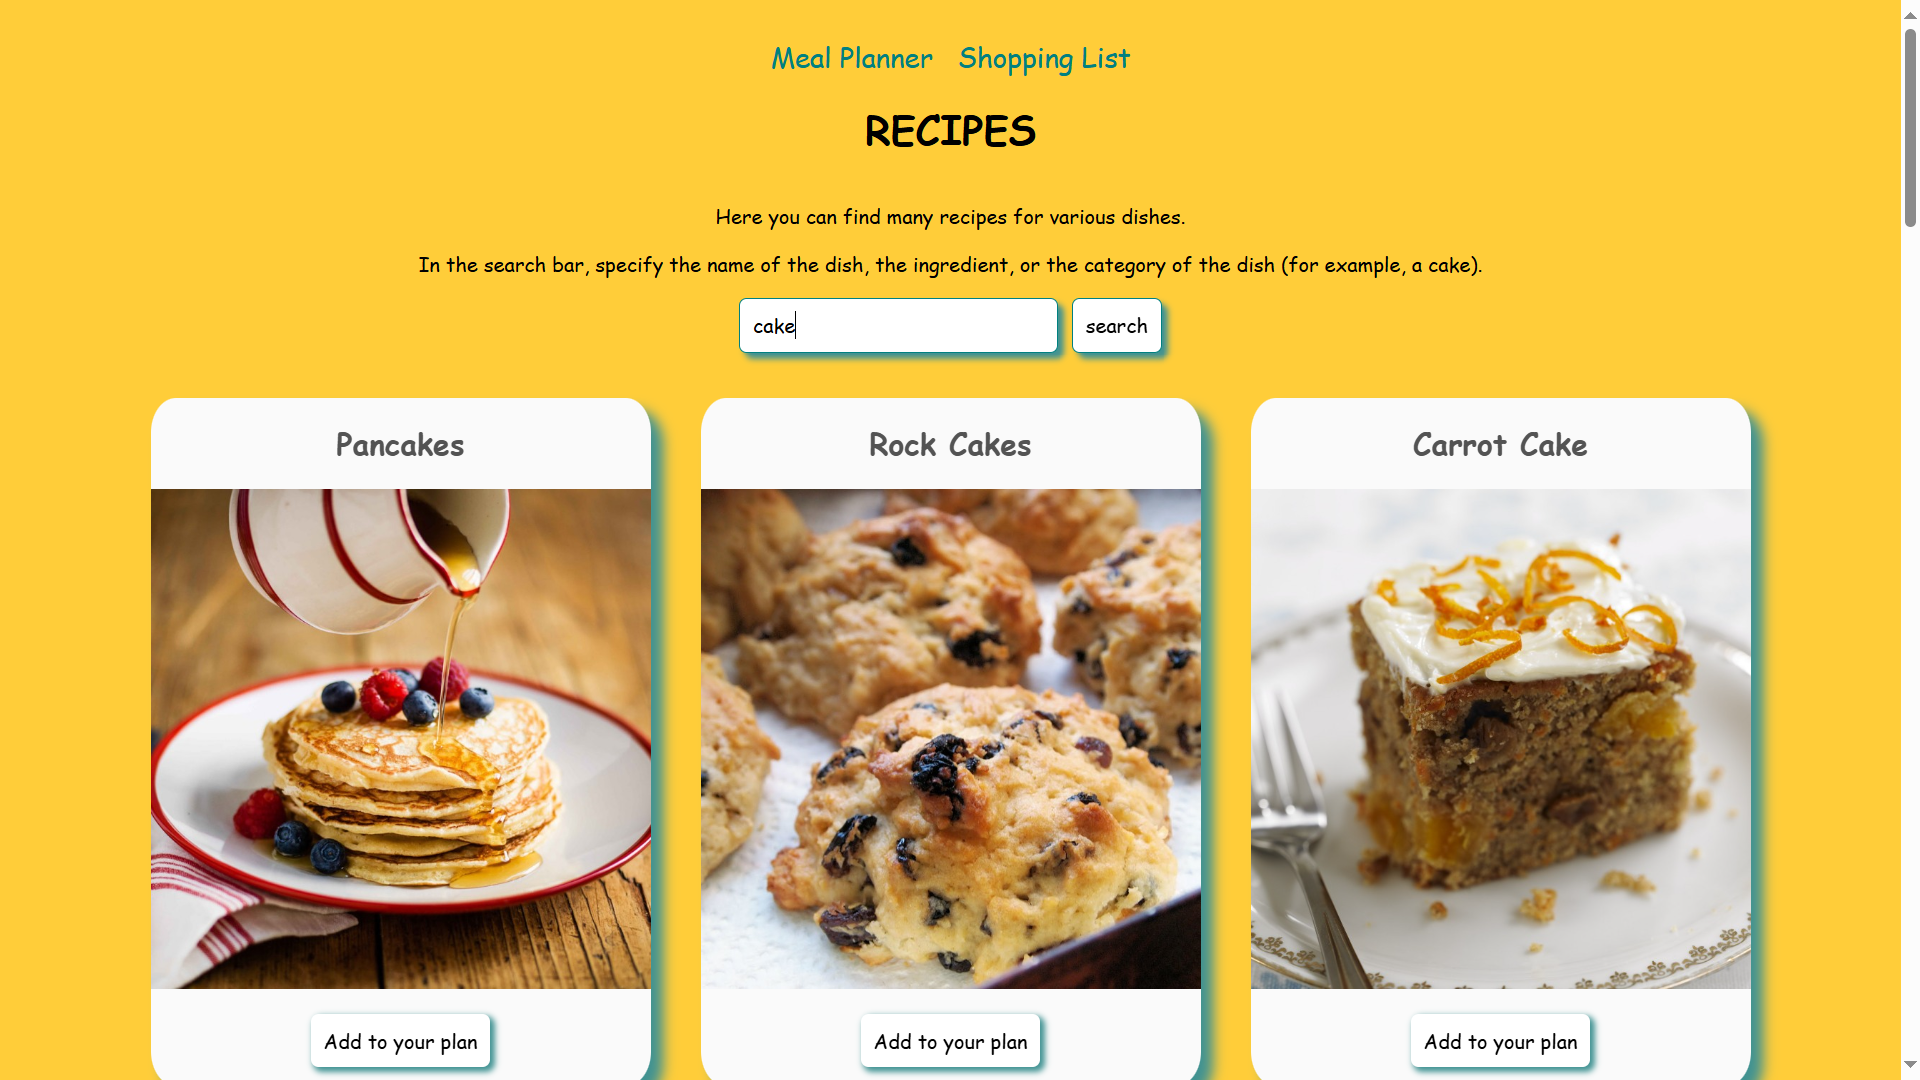 Meal Planner Shopping List
RECIPES
Here you can find many recipes for various dishes.
In the search bar, specify the name of the dish, the ingredient, or the category of the dish (for example, a cake).
cake search
Pancakes Rock Cakes Carrot Cake
Add to your plan Add to your plan Add to your plan